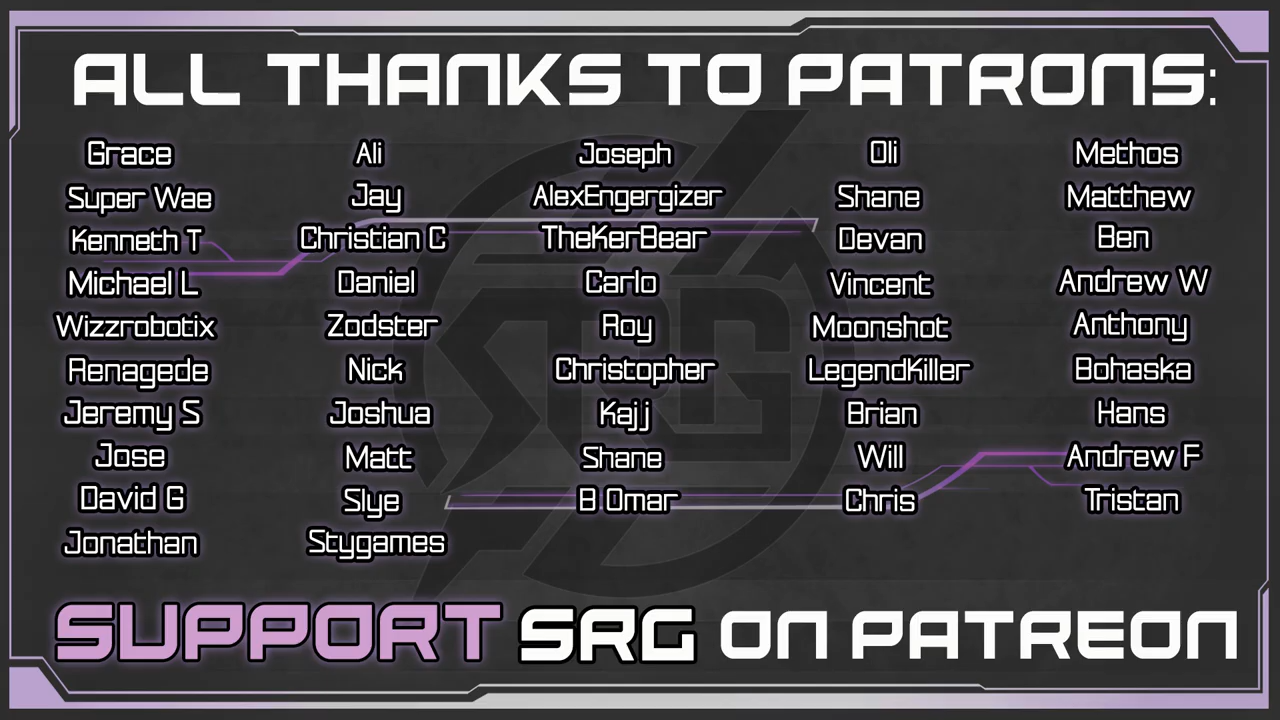 ALL THANKS TO PATRONS:
Grace
Super Wae
Kenneth T
Michael L
Wizzrobotix
Renagede
Jeremy S
Jose
David G
Jonathan
Ali
Jay
Christian C
Daniel
Zodster
Nick
Joshua
Matt
Slye
Stygames
Joseph
AlexEngergizer
TheKerBear
Carlo
Roy
Christopher
Kajj
Shane
B Omar
Oli
Shane
Devan
Vincent
Moonshot
LegendKiller
Brian
Will
Chris
Methos
Matthew
Ben
Andrew W
Anthony
Bohaska
Hans
Andrew F
Tristan
SRG
SUPPORT SRG ON PATREON